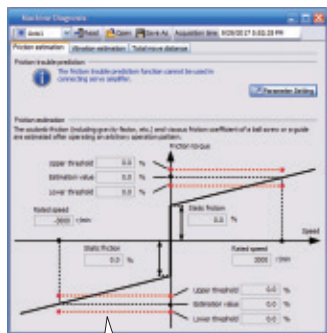 Machine Diagnosis
Axis1 Read Open Save As Acquisition time: 9/29/2017 5:03:28 PM
Friction estimation Vibration estimation Total move distance
Friction trouble prediction
The friction trouble prediction function cannot be used in
connecting servo amplifier.
Parameter Setting
Friction estimation
The coulomb friction (including gravity factor, etc.) and viscous friction coefficient of a ball screw or a guide
are estimated after operating an arbitrary operation pattern.
Friction torque
Upper threshold 0.0 %
Estimation value 0.0 %
Lower threshold 0.0 %
Rated speed
-3000 r/min
Static friction
0.0 %
Speed
Static friction
0.0 %
Rated speed
3000 r/min
Upper threshold 0.0 %
Estimation value 0.0 %
Lower threshold 0.0 %